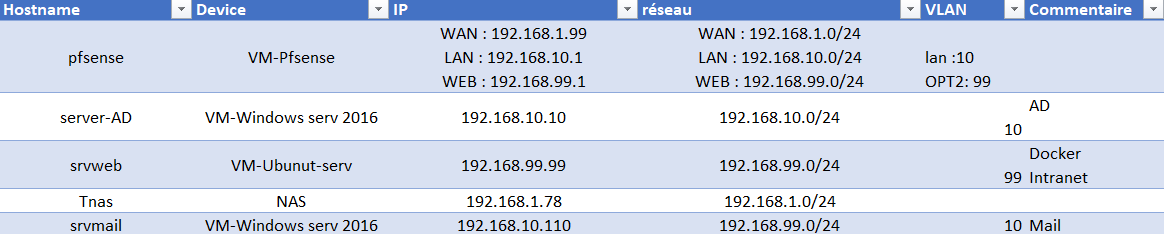 Hostname Device IP réseau VLAN Commentaire
WAN : 192.168.1.99 WAN : 192.168.1.0/24
pfsense VM-Pfsense LAN : 192.168.10.1 LAN : 192.168.10.0/24 lan :10
WEB : 192.168.99.1 WEB : 192.168.99.0/24 OPT2: 99
AD
server-AD VM-Windows serv 2016 192.168.10.10 192.168.10.0/24
10
Docker
srvweb VM-Ubunut-serv 192.168.99.99 192.168.99.0/24
99 Intranet
Tnas NAS 192.168.1.78 192.168.1.0/24
srvmail VM-Windows serv 2016 192.168.10.110 192.168.99.0/24 10 Mail